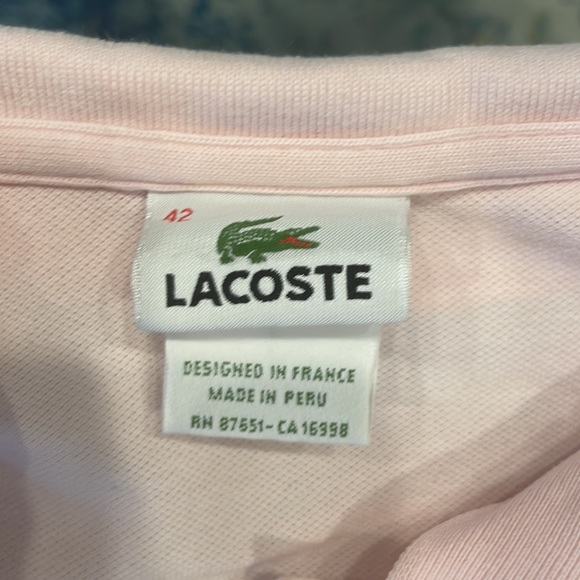 42
LACOSTE
DESIGNED IN FRANCE
MADE IN PERU
RN 87651-CA 16998